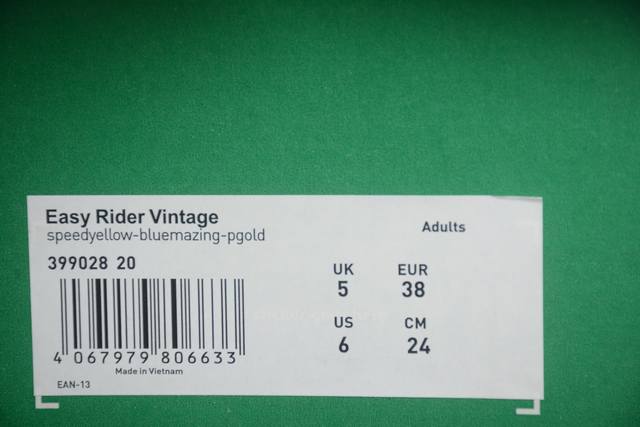 Easy Rider Vintage
speedyellow-bluemazing-pgold
Adults
399028 20
UK EUR
5 38
US CM
6 24
4 067979 806633
Made in Vietnam
EAN-13